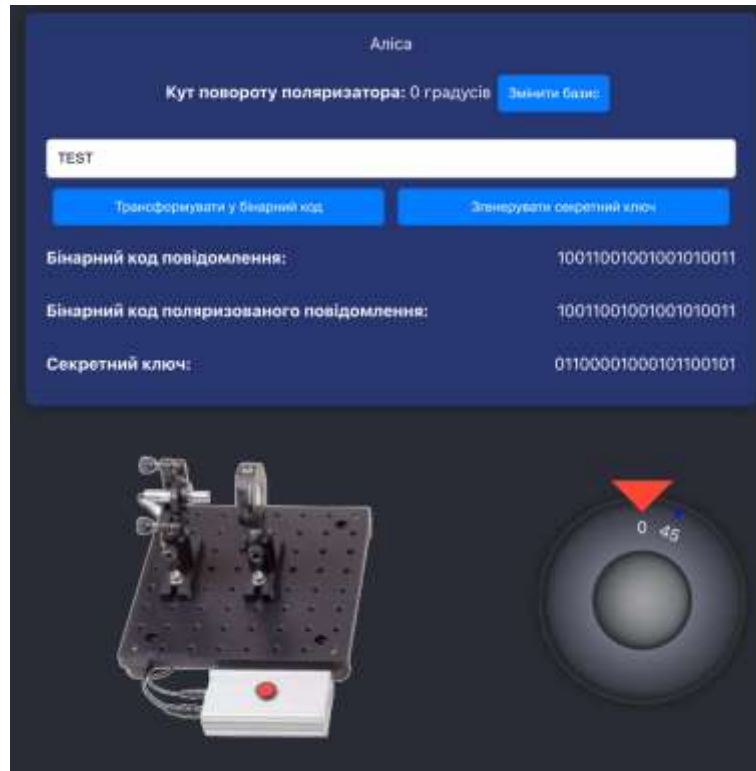 Аліса
Кут повороту поляризатора: 0 градусів Змінити базис
TEST
Трансформувати у бінарний код Згенерувати секретний ключ
Бінарний код повідомлення: 10011001001001010011
Бінарний код поляризованого повідомлення: 10011001001001010011
Секретний ключ: 01100001000101100101
0 45